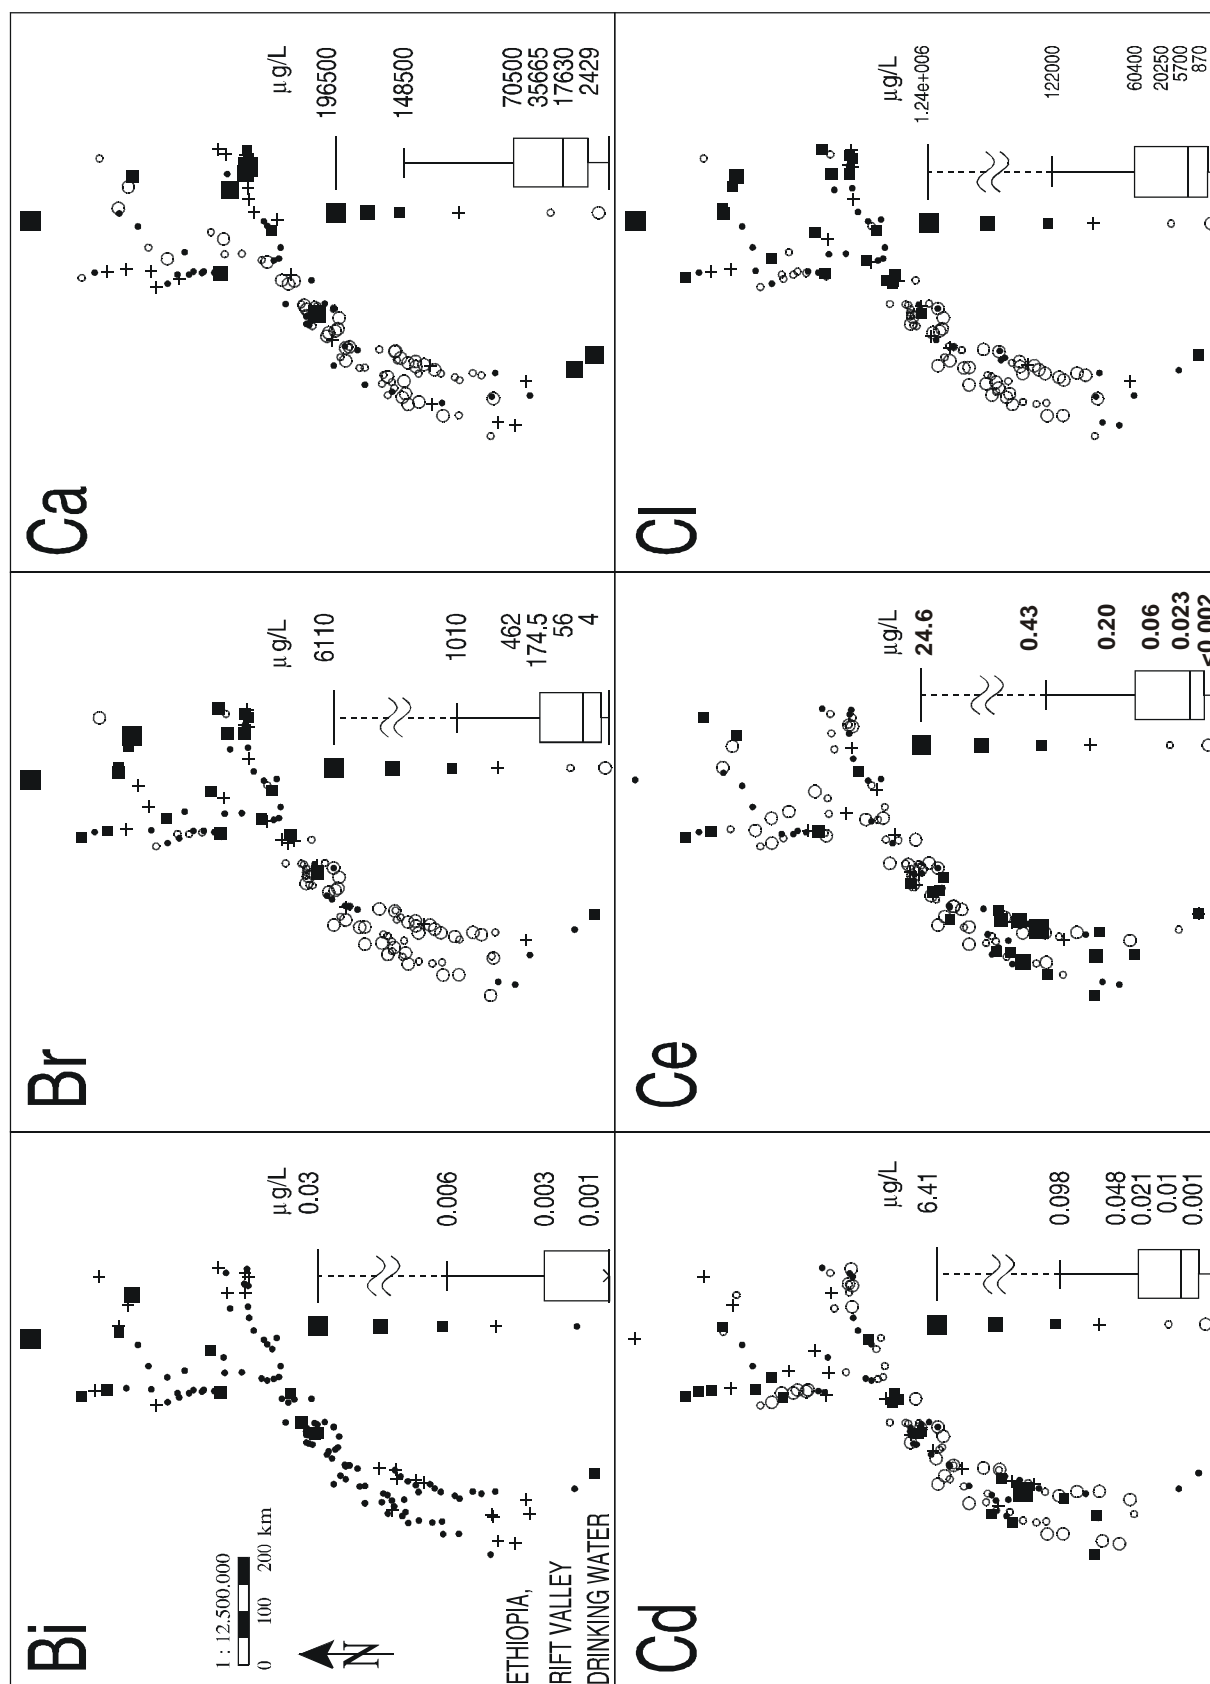 Bi
1 : 12.500.000
0 100 200 km
N
ETHIOPIA,
RIFT VALLEY
DRINKING WATER
µg/L
0.03
0.006
0.003
0.001
Br
µg/L
6110
1010
462
174.5
56
4
Ca
µg/L
196500
148500
70500
35665
17630
2429
Cd
µg/L
6.41
0.098
0.048
0.021
0.01
0.001
Ce
µg/L
24.6
0.43
0.20
0.06
0.023
<0.002
Cl
µg/L
1.24e+006
122000
60400
20250
5700
870